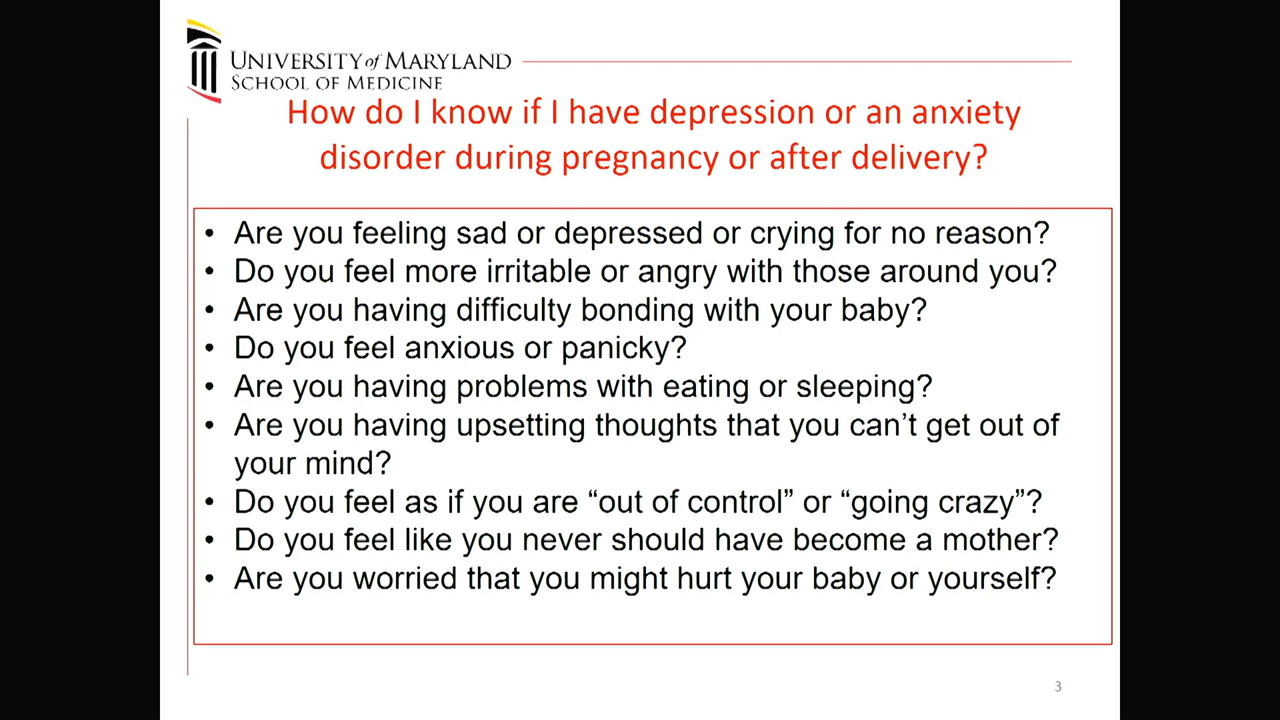 UNIVERSITY of MARYLAND
SCHOOL OF MEDICINE
How do I know if I have depression or an anxiety
disorder during pregnancy or after delivery?
• Are you feeling sad or depressed or crying for no reason?
• Do you feel more irritable or angry with those around you?
• Are you having difficulty bonding with your baby?
• Do you feel anxious or panicky?
• Are you having problems with eating or sleeping?
• Are you having upsetting thoughts that you can’t get out of
your mind?
• Do you feel as if you are “out of control” or “going crazy”?
• Do you feel like you never should have become a mother?
• Are you worried that you might hurt your baby or yourself?
3